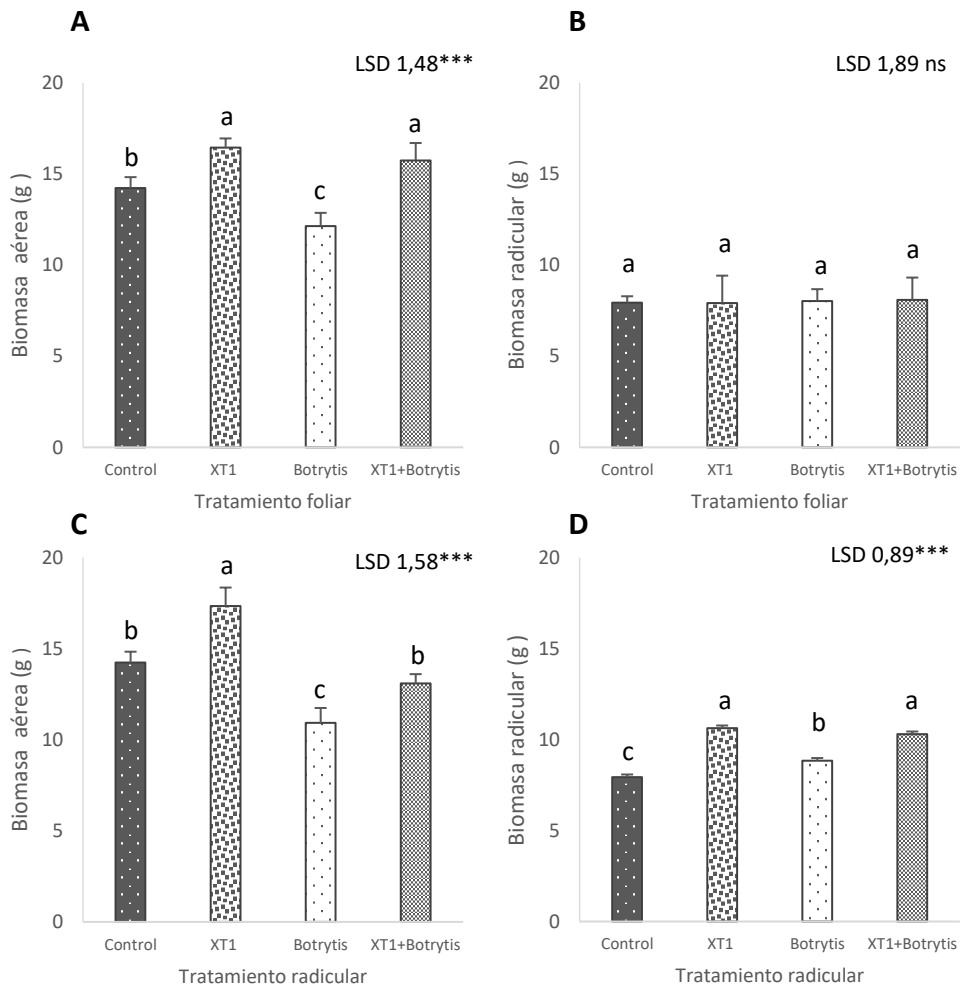 A
LSD 1,48***
20
15
10
5
0
Biomasa aérea (g )
b
a
c
a
Control
XT1
Botrytis
XT1+Botrytis
Tratamiento foliar
B
LSD 1,89 ns
20
15
10
5
0
Biomasa radicular (g )
a
a
a
a
Control
XT1
Botrytis
XT1+Botrytis
Tratamiento foliar
C
LSD 1,58***
20
15
10
5
0
Biomasa aérea (g )
b
a
c
b
Control
XT1
Botrytis
XT1+Botrytis
Tratamiento radicular
D
LSD 0,89***
20
15
10
5
0
Biomasa radicular (g )
c
a
b
a
Control
XT1
Botrytis
XT1+Botrytis
Tratamiento radicular